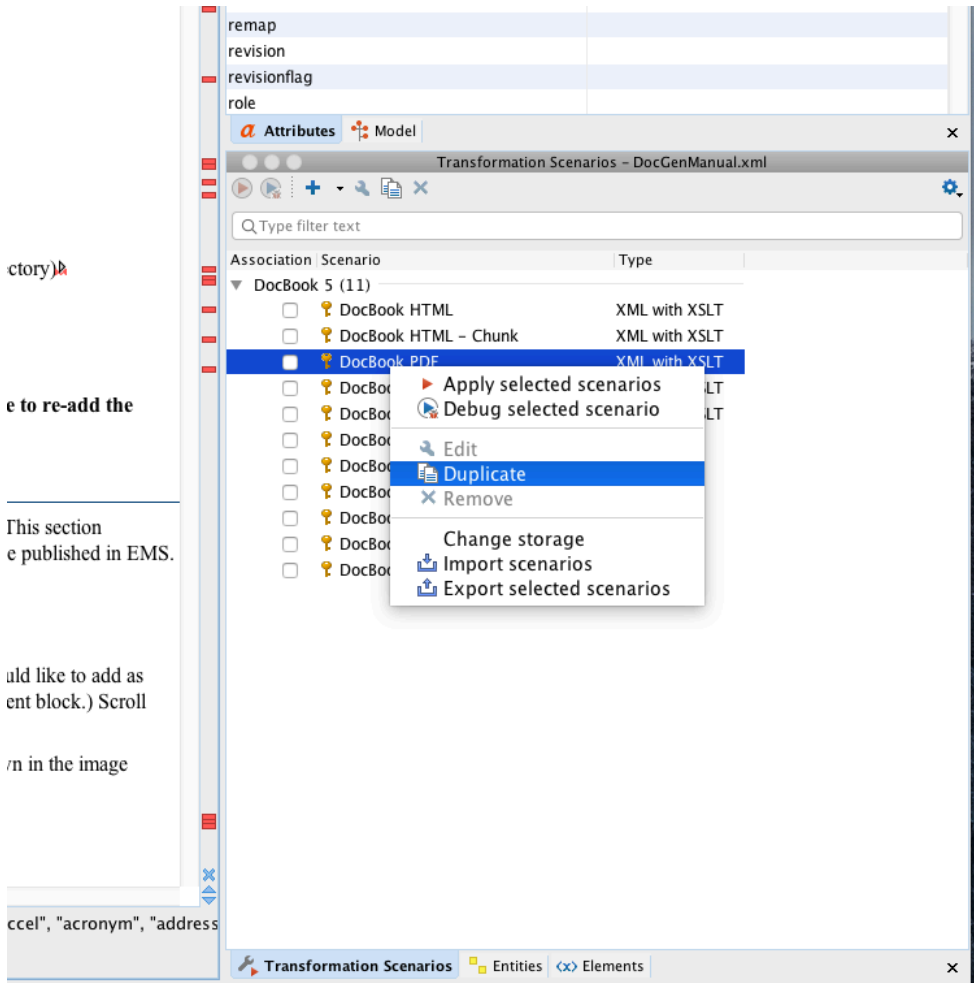 remap
revision
revisionflag
role
Attributes Model
Transformation Scenarios – DocGenManual.xml
Type filter text
Association Scenario Type
DocBook 5 (11)
DocBook HTML XML with XSLT
DocBook HTML – Chunk XML with XSLT
DocBook PDF XML with XSLT
Apply selected scenarios
Debug selected scenario
Edit
Duplicate
Remove
Change storage
Import scenarios
Export selected scenarios
ctory)
e to re-add the
This section
e published in EMS.
uld like to add as
ent block.) Scroll
n in the image
ccel", "acronym", "address
Transformation Scenarios Entities <x> Elements